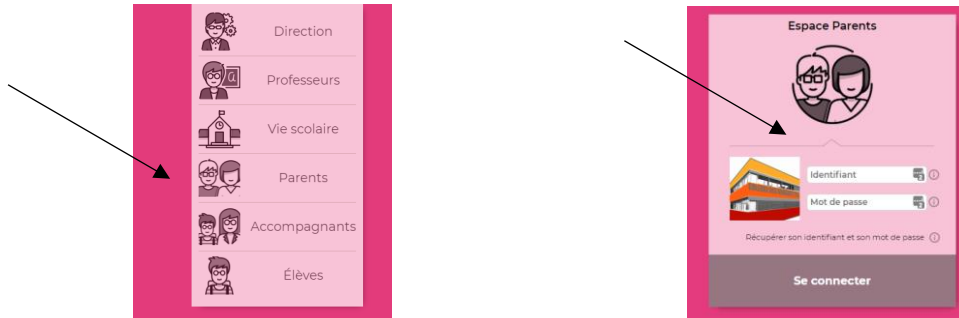 Direction
Professeurs
Vie scolaire
Parents
Accompagnants
Élèves
Espace Parents
Identifiant
Mot de passe
Récupérer son identifiant et son mot de passe
Se connecter